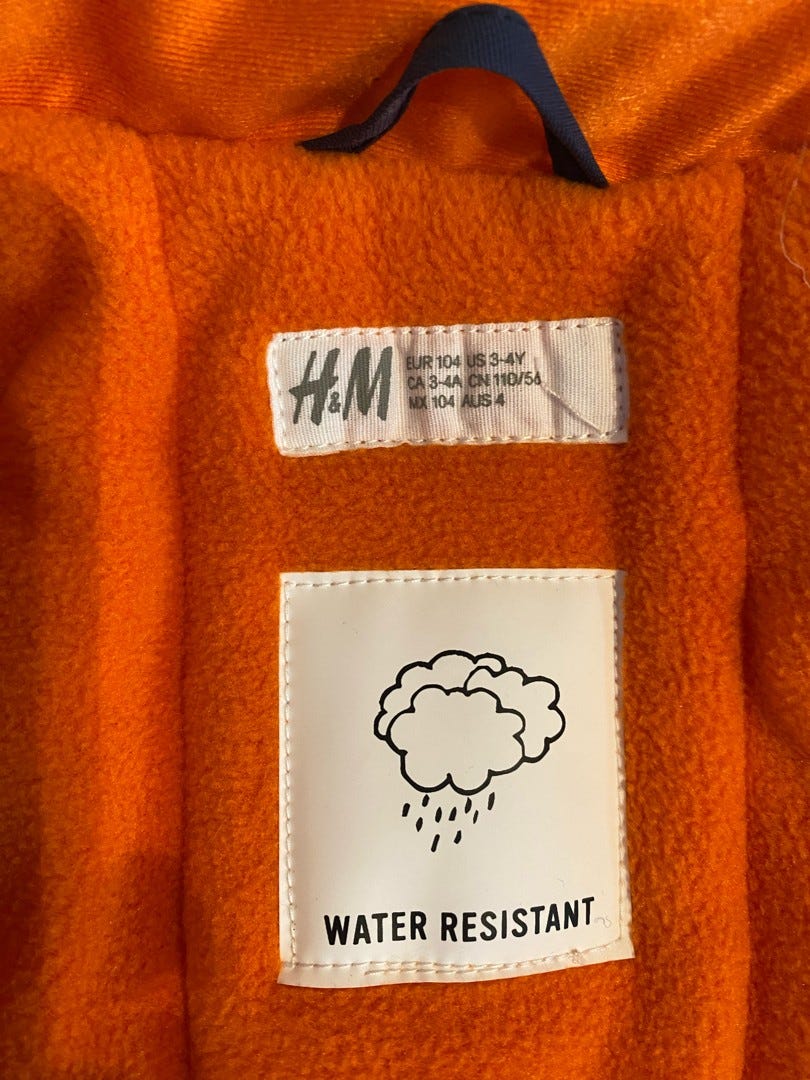 H&M
EUR 104 US 3-4Y
CA 3-4A CN 110/56
MX 104 AUS 4
WATER RESISTANT